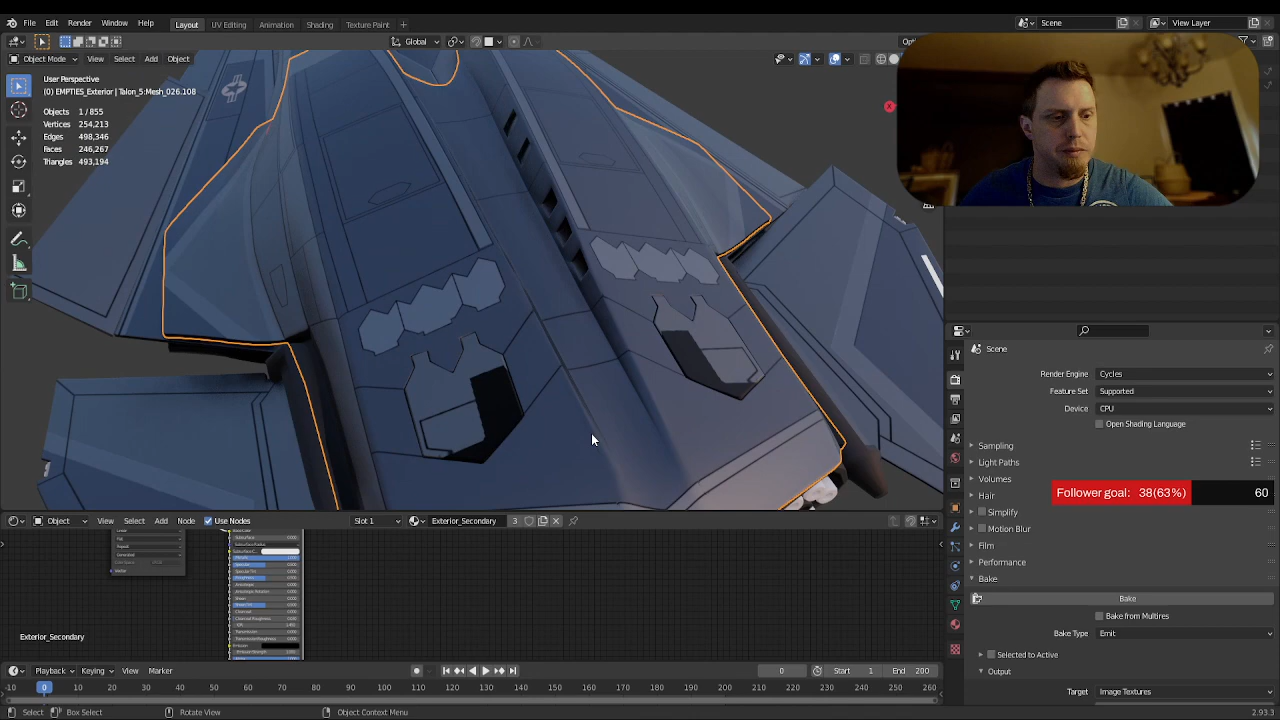 File Edit Render Window Help Layout UV Editing Animation Shading Texture Paint +
Scene View Layer
Global
Object Mode View Select Add Object
User Perspective
(0) EMPTIES_Exterior | Talon_5:Mesh_026.108
Objects 1 / 855
Vertices 254,213
Edges 498,346
Faces 246,267
Triangles 493,194
X
Scene
Render Engine Cycles
Feature Set Supported
Device CPU
Open Shading Language
Sampling
Light Paths
Volumes
Hair
Follower goal: 38(63%) 60
Simplify
Motion Blur
Film
Performance
Bake
Bake
Bake from Multires
Bake Type Emit
Selected to Active
Output
Target Image Textures
Object View Select Add Node Use Nodes Slot 1 Exterior_Secondary 3
Exterior_Secondary
Playback Keying View Marker 0 Start 1 End 200
-10 0 10 20 30 40 50 60 70 80 90 100 110 120 130 140 150 160 170 180 190 200 210 220 230 240 250 260
Select Box Select Rotate View Object Context Menu 2.93.3